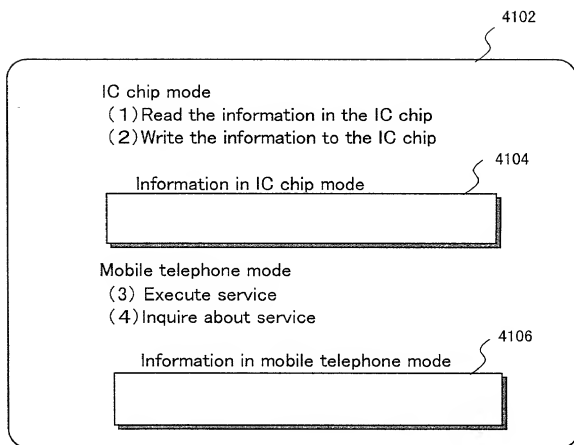 4102
IC chip mode
(1) Read the information in the IC chip
(2) Write the information to the IC chip
4104
Information in IC chip mode
Mobile telephone mode
(3) Execute service
(4) Inquire about service
4106
Information in mobile telephone mode